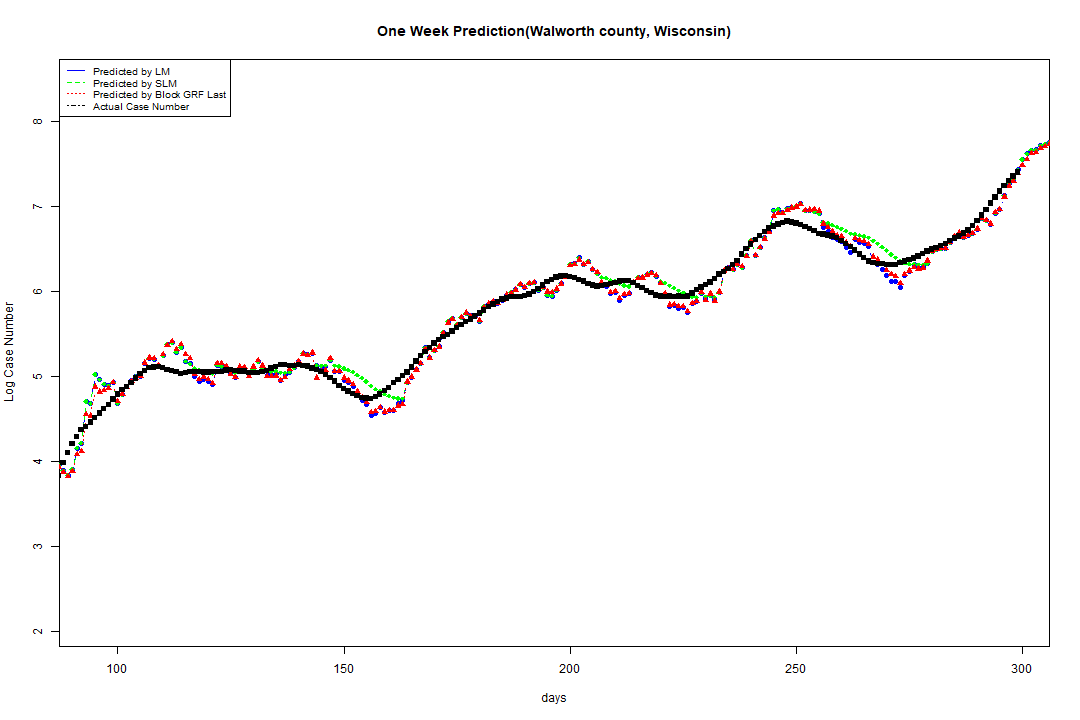 One Week Prediction(Walworth county, Wisconsin)
Predicted by LM
Predicted by SLM
Predicted by Block GRF Last
Actual Case Number
8
7
6
5
4
3
2
Log Case Number
100 150 200 250 300
days